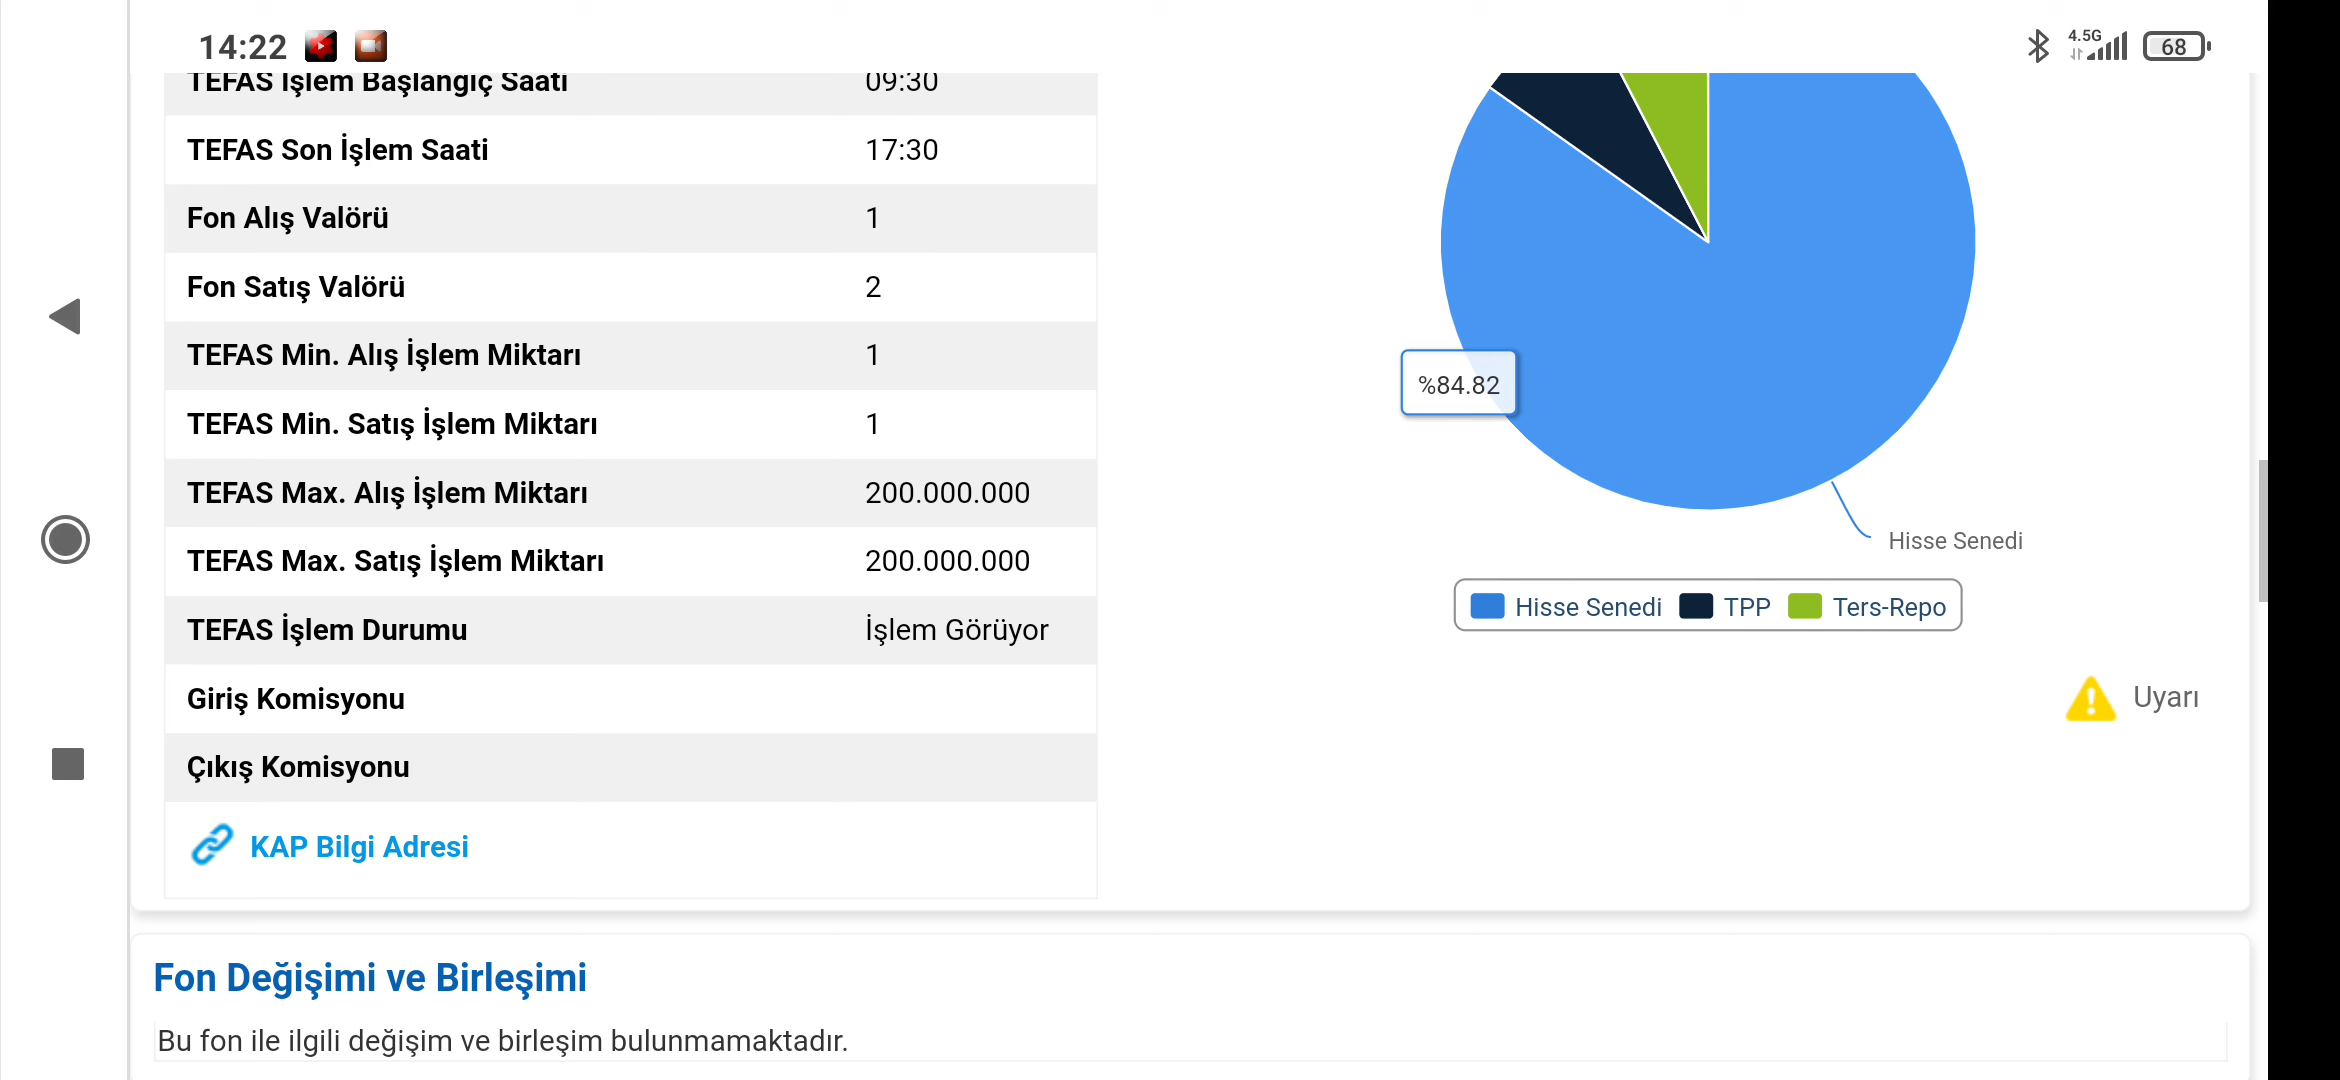 14:22
4.5G
68
TEFAS İşlem Başlangıç Saati 09:30
TEFAS Son İşlem Saati 17:30
Fon Alış Valörü 1
Fon Satış Valörü 2
TEFAS Min. Alış İşlem Miktarı 1
TEFAS Min. Satış İşlem Miktarı 1
TEFAS Max. Alış İşlem Miktarı 200.000.000
TEFAS Max. Satış İşlem Miktarı 200.000.000
TEFAS İşlem Durumu İşlem Görüyor
Giriş Komisyonu
Çıkış Komisyonu
KAP Bilgi Adresi
%84.82
Hisse Senedi
Hisse Senedi TPP Ters-Repo
Uyarı
Fon Değişimi ve Birleşimi
Bu fon ile ilgili değişim ve birleşim bulunmamaktadır.